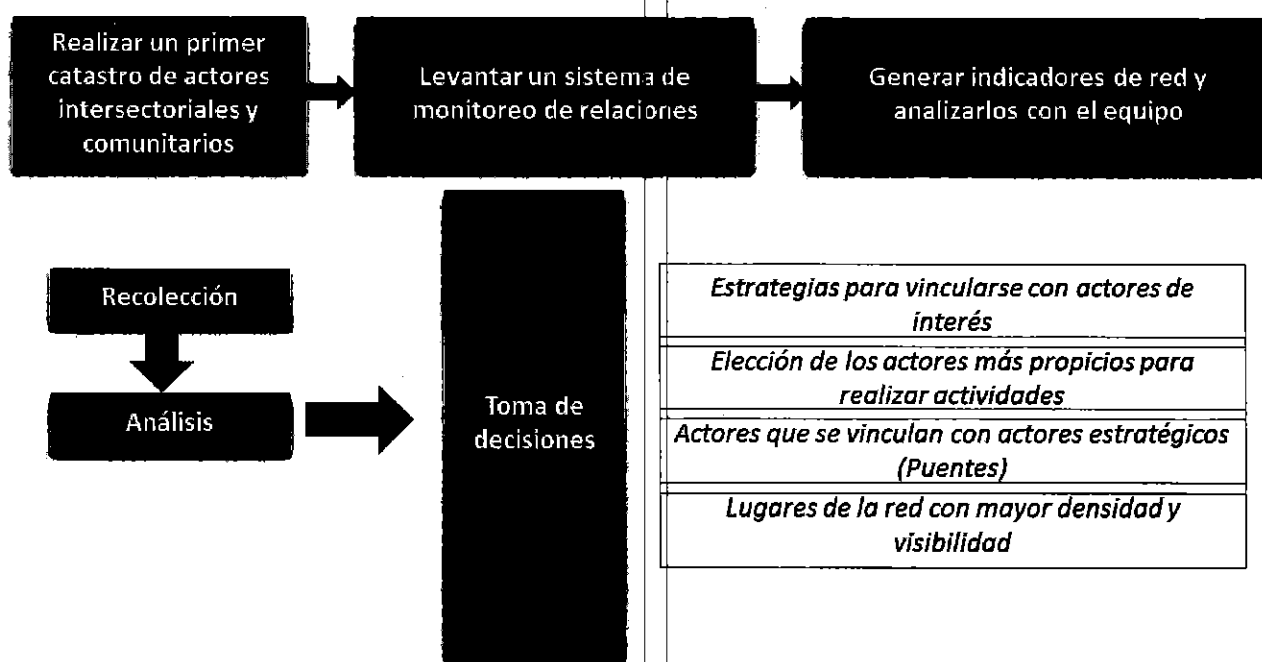 Realizar un primer
catastro de actores
intersectoriales y
comunitarios
Levantar un sistema de
monitoreo de relaciones
Generar indicadores de red y
analizarlos con el equipo
Recolección
Análisis
Toma de
decisiones
Estrategias para vincularse con actores de
interés
Elección de los actores más propicios para
realizar actividades
Actores que se vinculan con actores estratégicos
(Puentes)
Lugares de la red con mayor densidad y
visibilidad